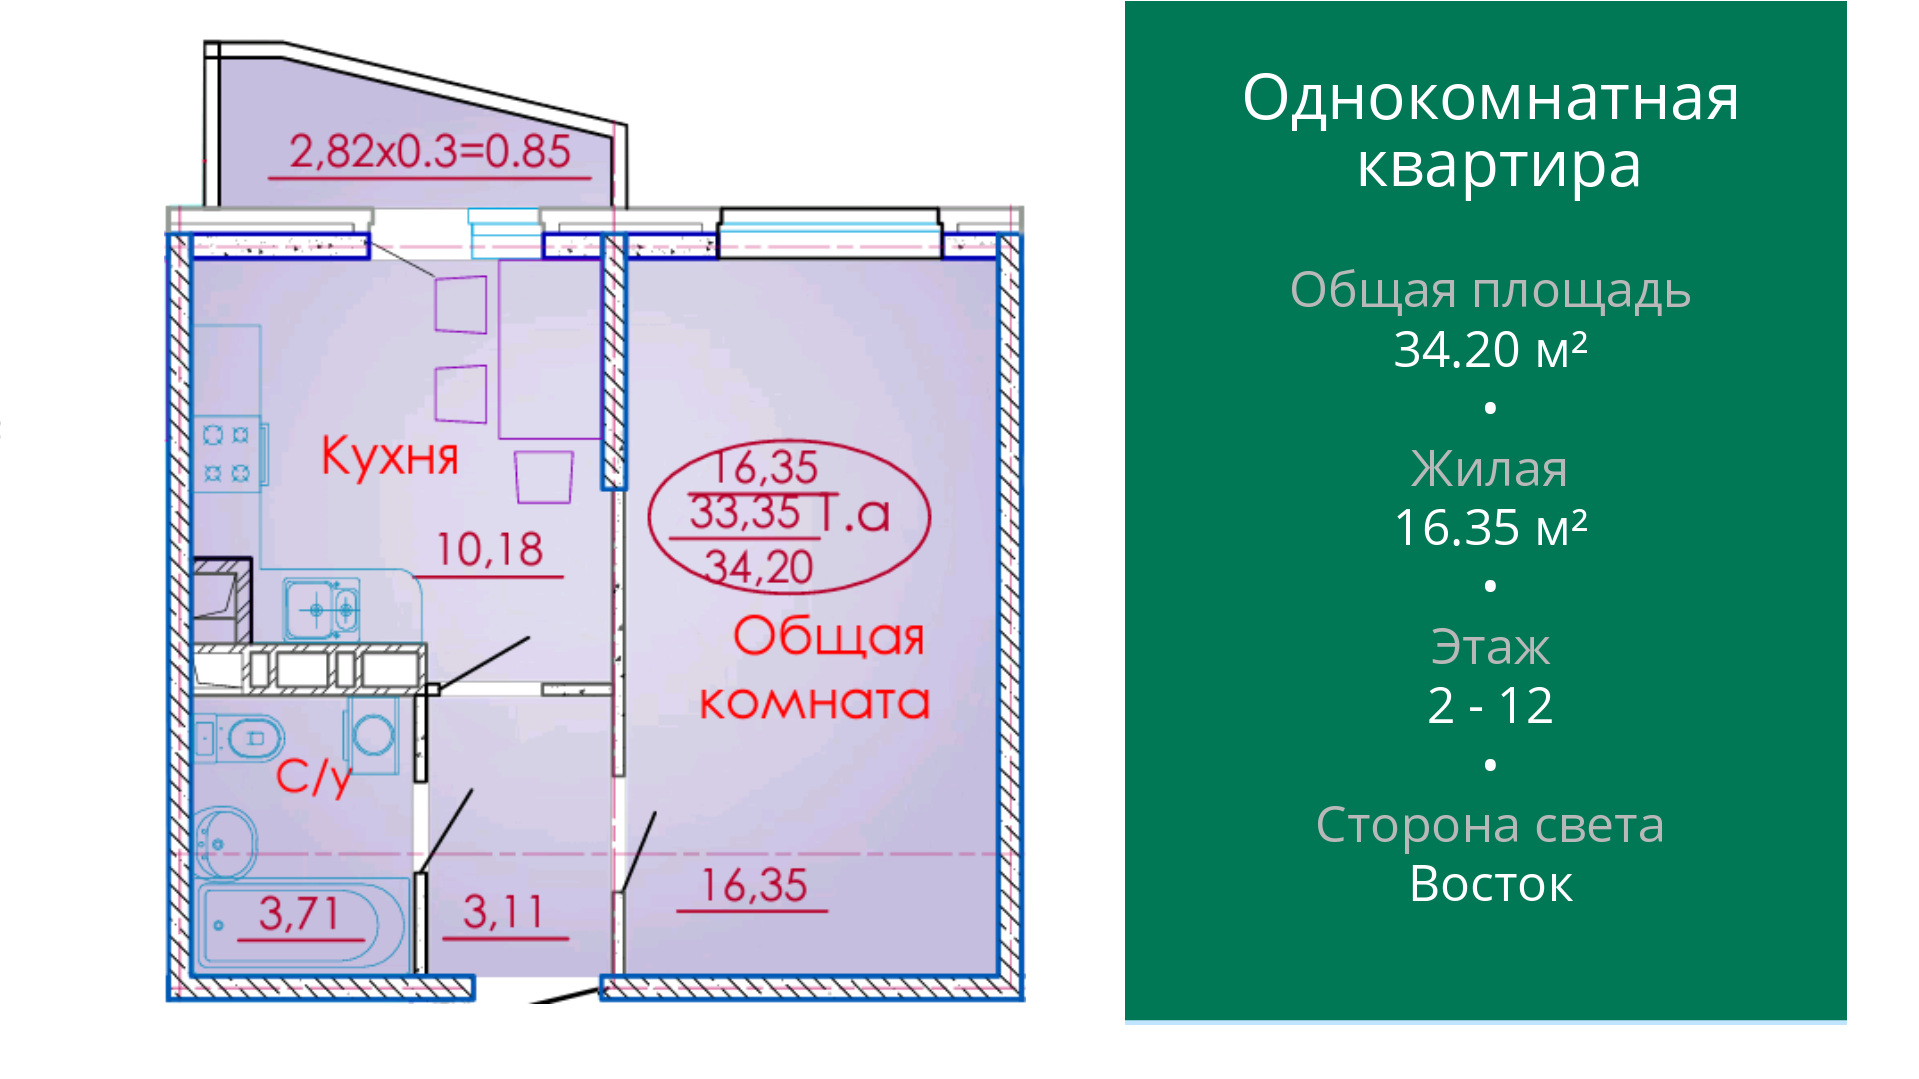 2,82x0.3=0.85
Кухня
10,18
16,35
33,35 1.а
34,20
Общая
комната
С/у
3,71
3,11
16,35
Однокомнатная
квартира
Общая площадь
34.20 м²
•
Жилая
16.35 м²
•
Этаж
2 - 12
•
Сторона света
Восток